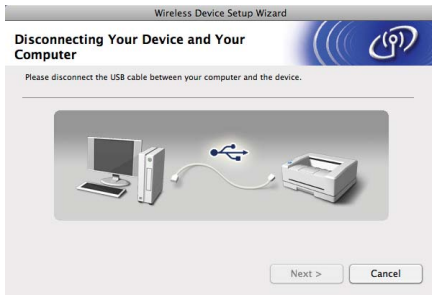 Wireless Device Setup Wizard
Disconnecting Your Device and Your
Computer
Please disconnect the USB cable between your computer and the device.
Next >
Cancel